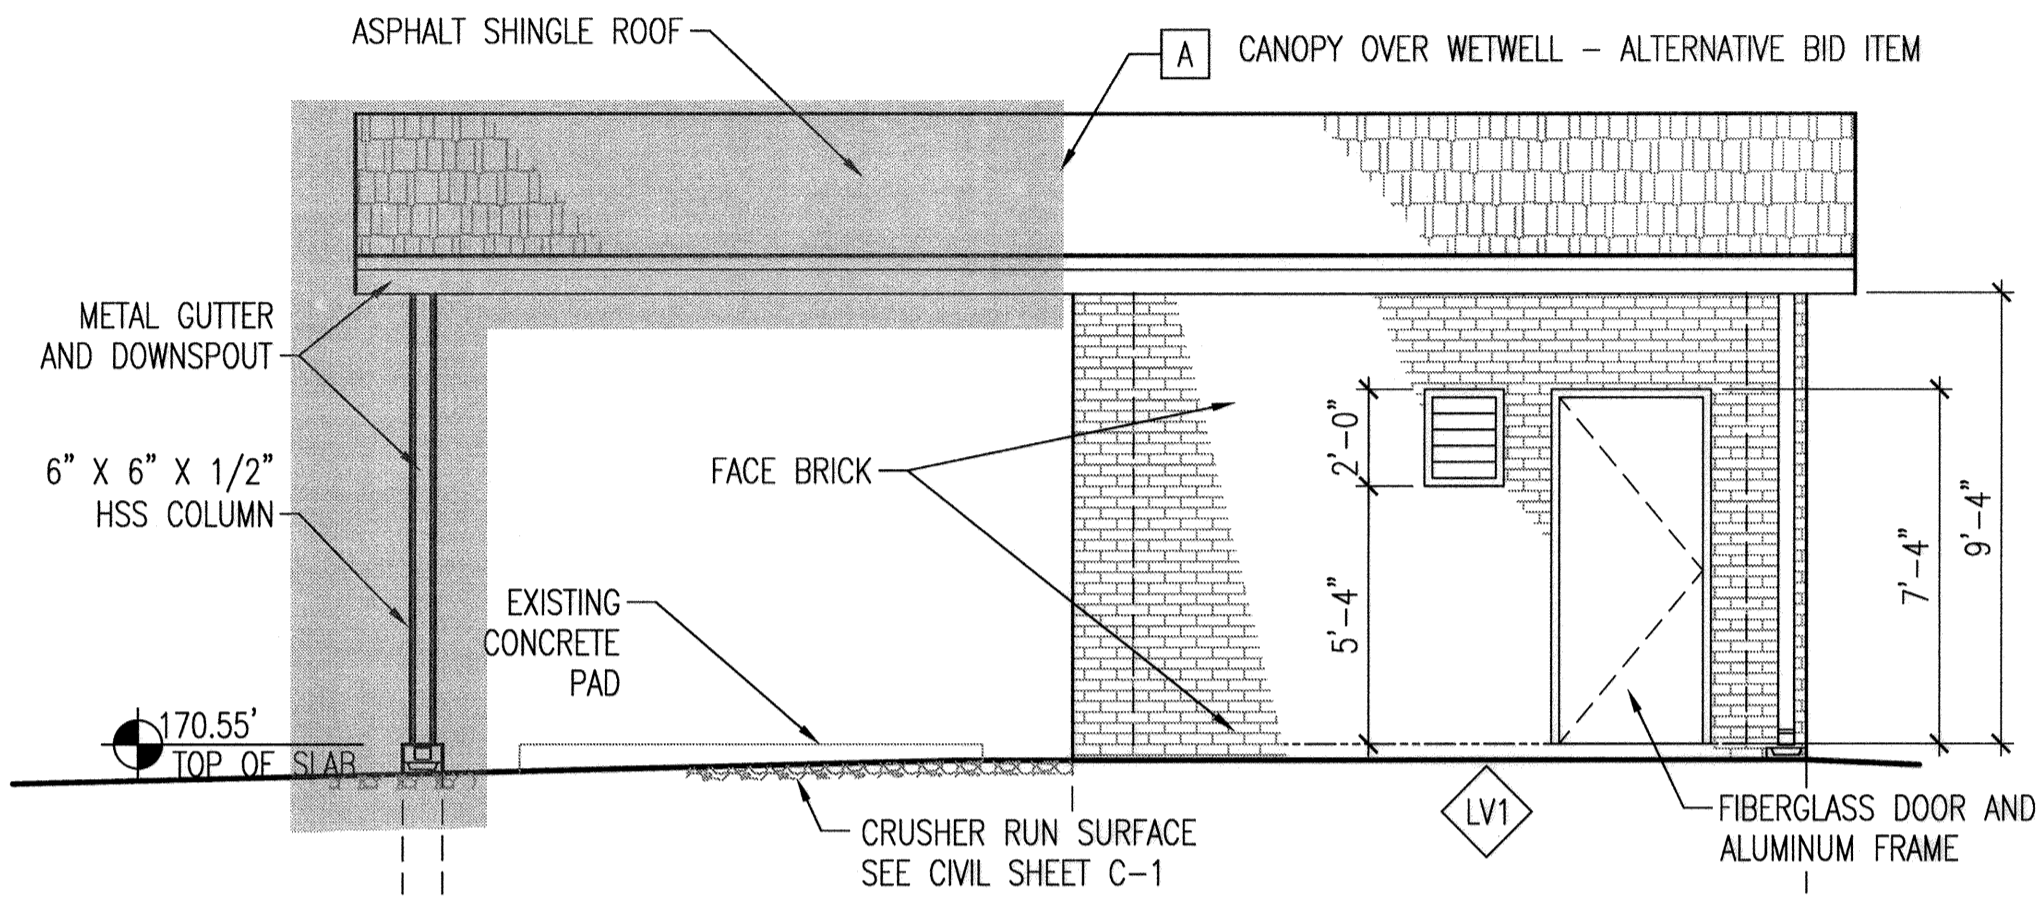 ASPHALT SHINGLE ROOF
A CANOPY OVER WETWELL - ALTERNATIVE BID ITEM
METAL GUTTER
AND DOWNSPOUT
6" X 6" X 1/2"
HSS COLUMN
FACE BRICK
2'-0"
5'-4"
7'-4"
9'-4"
EXISTING
CONCRETE
PAD
170.55'
TOP OF SLAB
CRUSHER RUN SURFACE
SEE CIVIL SHEET C-1
LV1
FIBERGLASS DOOR AND
ALUMINUM FRAME